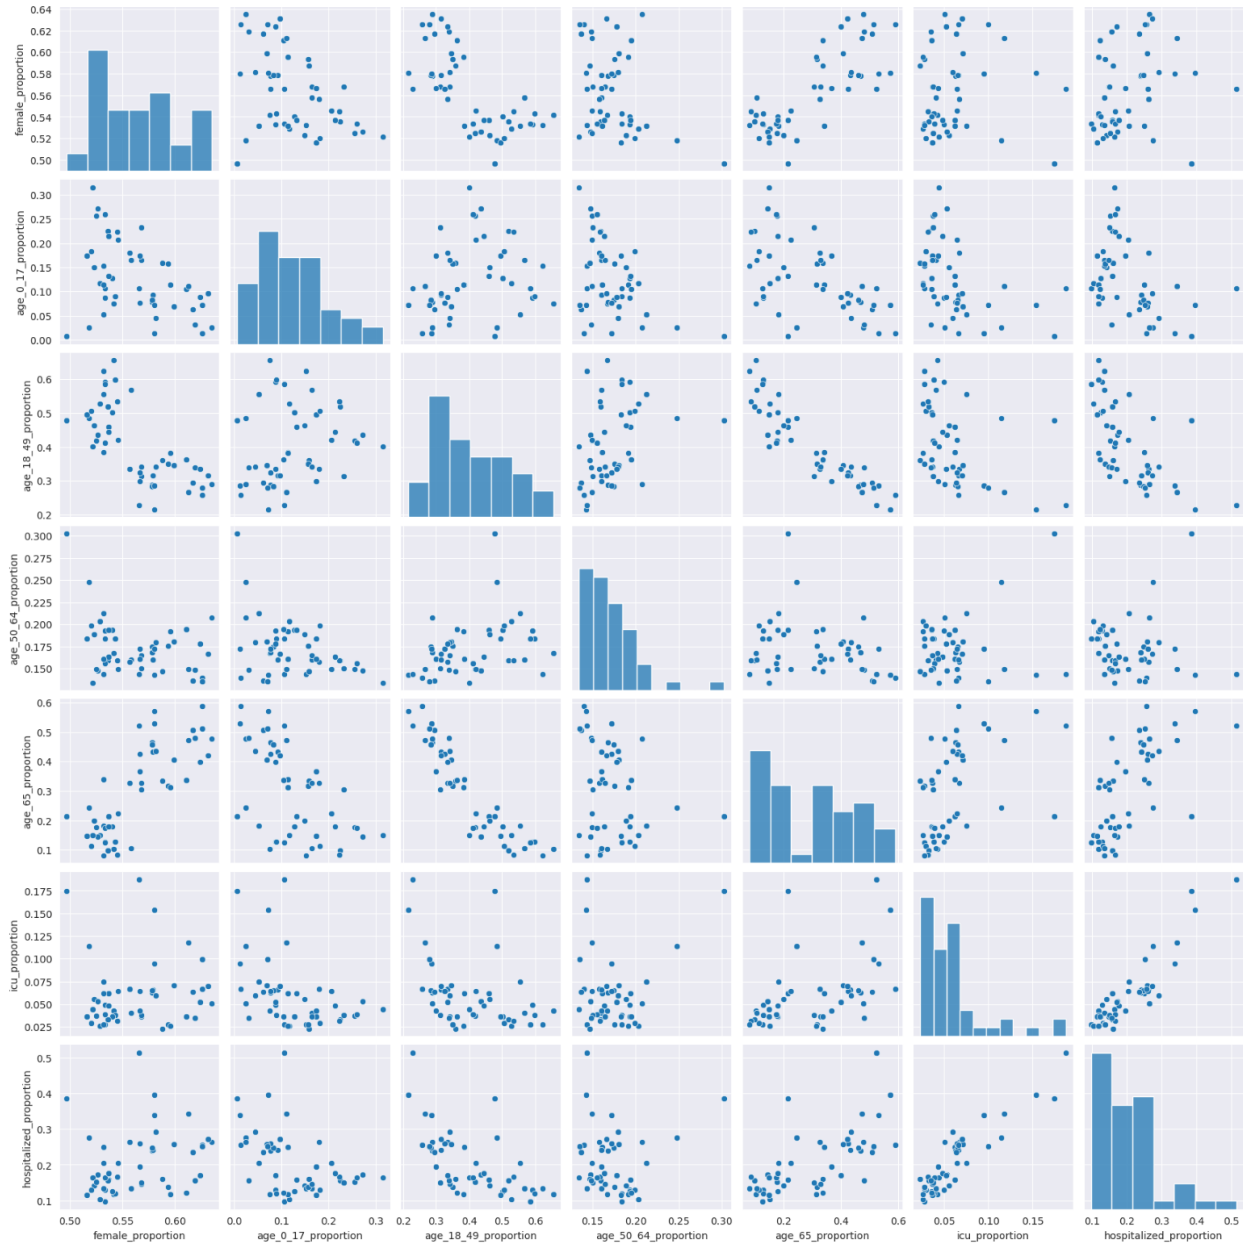 female_proportion
0.64
0.62
0.60
0.58
0.56
0.54
0.52
0.50
age_0_17_proportion
0.30
0.25
0.20
0.15
0.10
0.05
0.00
age_18_49_proportion
0.6
0.5
0.4
0.3
0.2
age_50_64_proportion
0.300
0.275
0.250
0.225
0.200
0.175
0.150
age_65_proportion
0.6
0.5
0.4
0.3
0.2
0.1
icu_proportion
0.175
0.150
0.125
0.100
0.075
0.050
0.025
hospitalized_proportion
0.5
0.4
0.3
0.2
0.1
0.50 0.55 0.60
female_proportion
0.0 0.1 0.2 0.3
age_0_17_proportion
0.2 0.3 0.4 0.5 0.6
age_18_49_proportion
0.15 0.20 0.25 0.30
age_50_64_proportion
0.2 0.4 0.6
age_65_proportion
0.05 0.10 0.15
icu_proportion
0.1 0.2 0.3 0.4 0.5
hospitalized_proportion